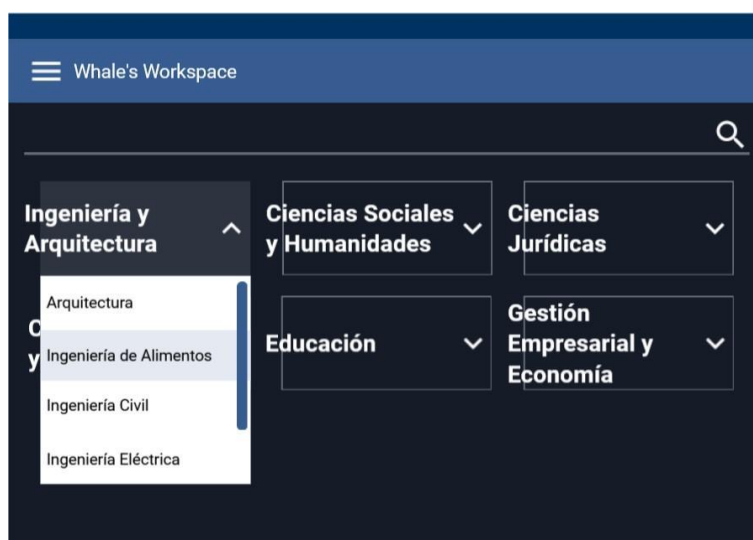 Whale's Workspace
Ingeniería y
Arquitectura
Ciencias Sociales
y Humanidades
Ciencias
Jurídicas
Arquitectura
Ingeniería de Alimentos
Ingeniería Civil
Ingeniería Eléctrica
C
y
Educación
Gestión
Empresarial y
Economía